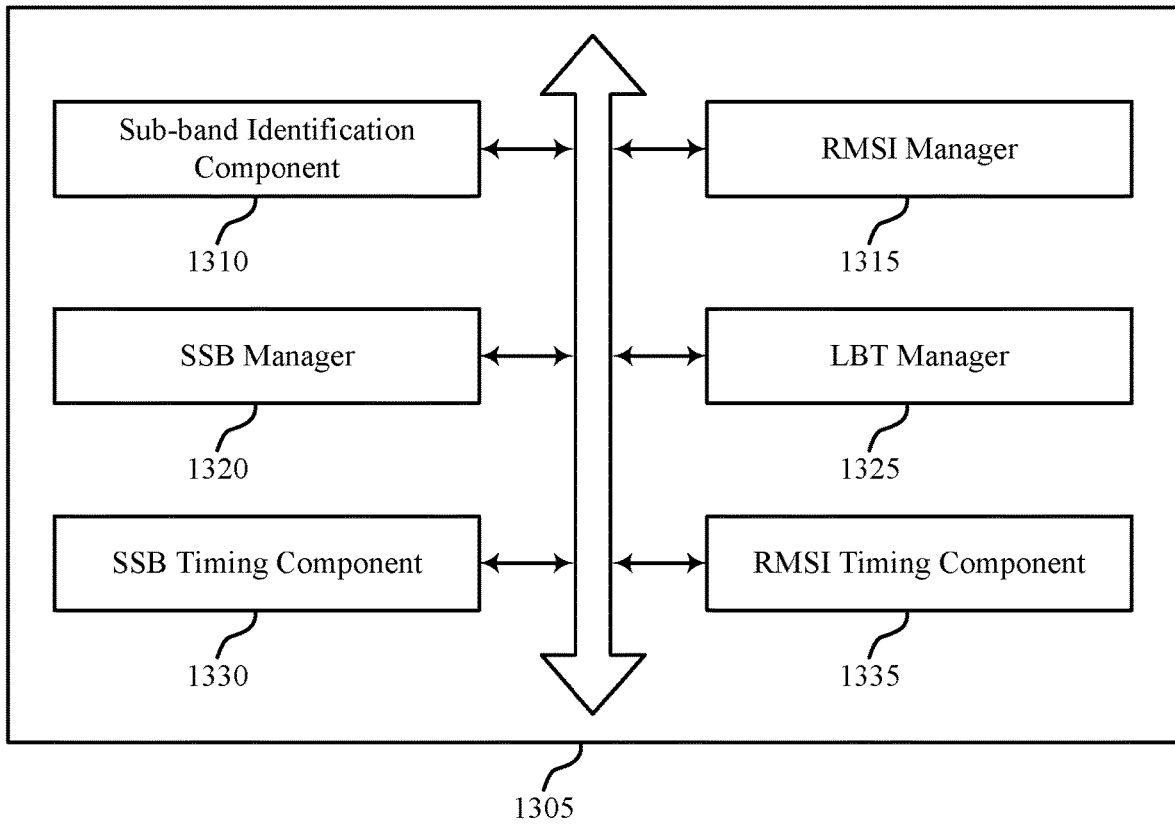 Sub-band Identification
Component
1310
RMSI Manager
1315
SSB Manager
1320
LBT Manager
1325
SSB Timing Component
1330
RMSI Timing Component
1335
1305